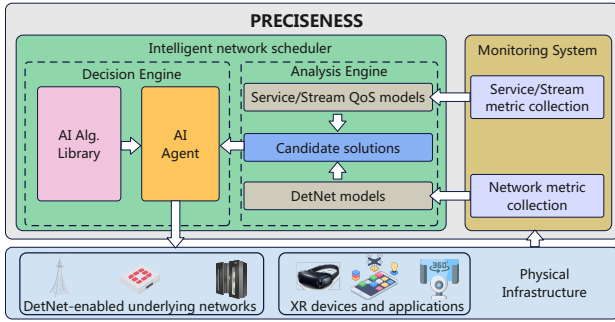 PRECISENESS
Intelligent network scheduler
Decision Engine
AI Alg.
Library
AI
Agent
Analysis Engine
Service/Stream QoS models
Candidate solutions
DetNet models
Monitoring System
Service/Stream
metric collection
Network metric
collection
DetNet-enabled underlying networks
360°
XR devices and applications
Physical
Infrastructure